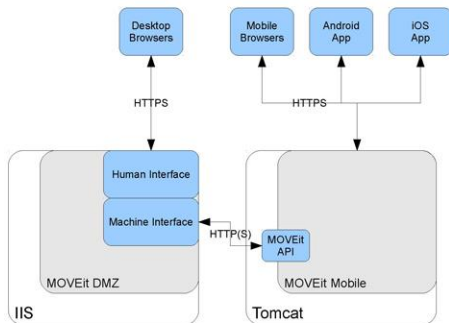 Desktop
Browsers
Mobile
Browsers
Android
App
iOS
App
HTTPS
HTTPS
Human Interface
Machine Interface
HTTP(S)
MOVEit
API
MOVEit DMZ
MOVEit Mobile
IIS
Tomcat